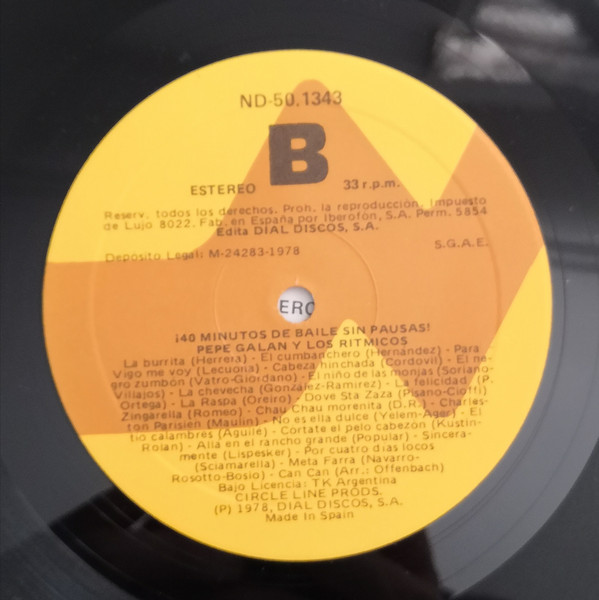 ND-50.1343
B
ESTEREO 33 r.p.m.
Reserv. todos los derechos. Proh. la reproducción. Impuesto
de Lujo 8022. Fab. en España por Iberofón, S.A. Perm. 5854
Edita DIAL DISCOS, S.A.
Depósito Legal: M-24283-1978 S.G.A.E.
ERO
¡40 MINUTOS DE BAILE SIN PAUSAS!
PEPE GALAN Y LOS RITMICOS
La burrita (Herrera) - El cumbanchero (Hernández) - Para
Vigo me voy (Lecuona) - Cabeza hinchada (Cordovil) - El ne-
gro zumbón (Vatro-Giordano) - El niño de las monjas (Soriano-
Villajos) - La chevecha (González-Ramirez) - La felicidad (P.
Ortega) - La Raspa (Oreiro) - Dove Sta Zaza (Pisano-Cioffi)
Zingarella (Romeo) - Chau Chau morenita (D.R.) - Charles-
ton Parisien (Maulin) - No es ella dulce (Yelem-Ager) - El
tio calambres (Aguilé) - Córtate el pelo cabezón (Kustin-
Rolan) - Allá en el rancho grande (Popular) - Sincera-
mente (Lispesker) - Por cuatro dias locos
(Sciamarella) - Meta Farra (Navarro-
Rosotto-Bosio) - Can Can (Arr.: Offenbach)
Bajo Licencia: TK Argentina
CIRCLE LINE PRODS.
(P) 1978, DIAL DISCOS, S.A.
Made in Spain